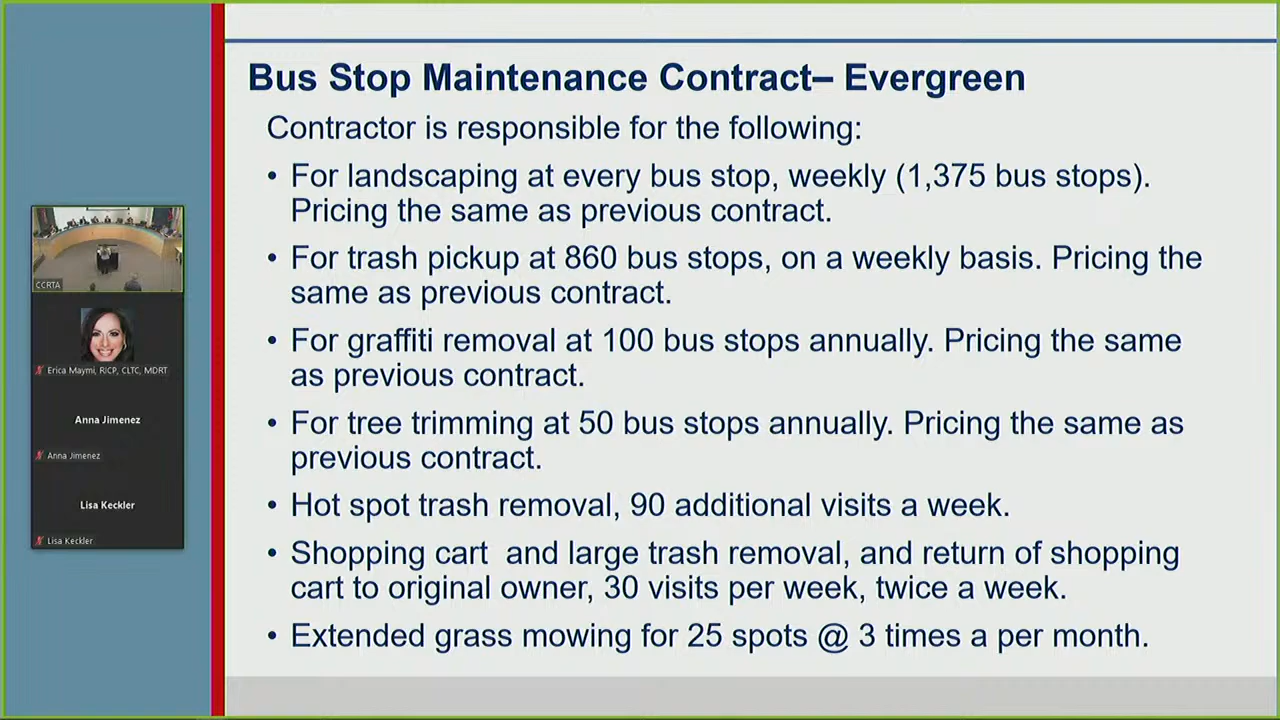 Bus Stop Maintenance Contract– Evergreen
Contractor is responsible for the following:
• For landscaping at every bus stop, weekly (1,375 bus stops).
Pricing the same as previous contract.
• For trash pickup at 860 bus stops, on a weekly basis. Pricing the
same as previous contract.
• For graffiti removal at 100 bus stops annually. Pricing the same
as previous contract.
• For tree trimming at 50 bus stops annually. Pricing the same as
previous contract.
• Hot spot trash removal, 90 additional visits a week.
• Shopping cart  and large trash removal, and return of shopping
cart to original owner, 30 visits per week, twice a week.
• Extended grass mowing for 25 spots @ 3 times a per month.
CCRTA
Erica Maymi, RICP, CLTC, MDRT
Anna Jimenez
Anna Jimenez
Lisa Keckler
Lisa Keckler